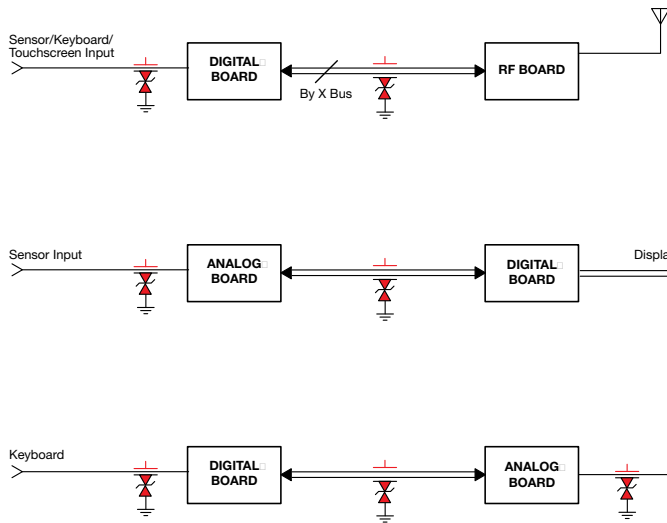 Sensor/Keyboard/
Touchscreen Input
DIGITAL
BOARD
By X Bus
RF BOARD
Sensor Input
ANALOG
BOARD
DIGITAL
BOARD
Displa
Keyboard
DIGITAL
BOARD
ANALOG
BOARD